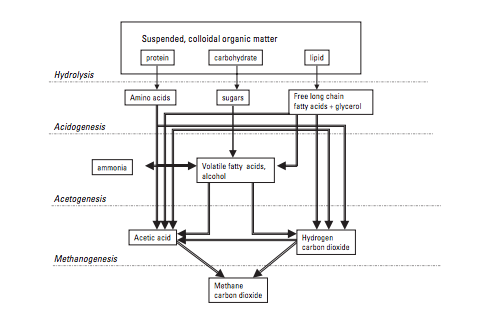 Suspended, colloidal organic matter
protein
carbohydrate
lipid
Hydrolysis
Amino acids
sugars
Free long chain
fatty acids + glycerol
Acidogenesis
ammonia
Volatile fatty acids,
alcohol
Acetogenesis
Acetic acid
Hydrogen
carbon dioxide
Methanogenesis
Methane
carbon dioxide